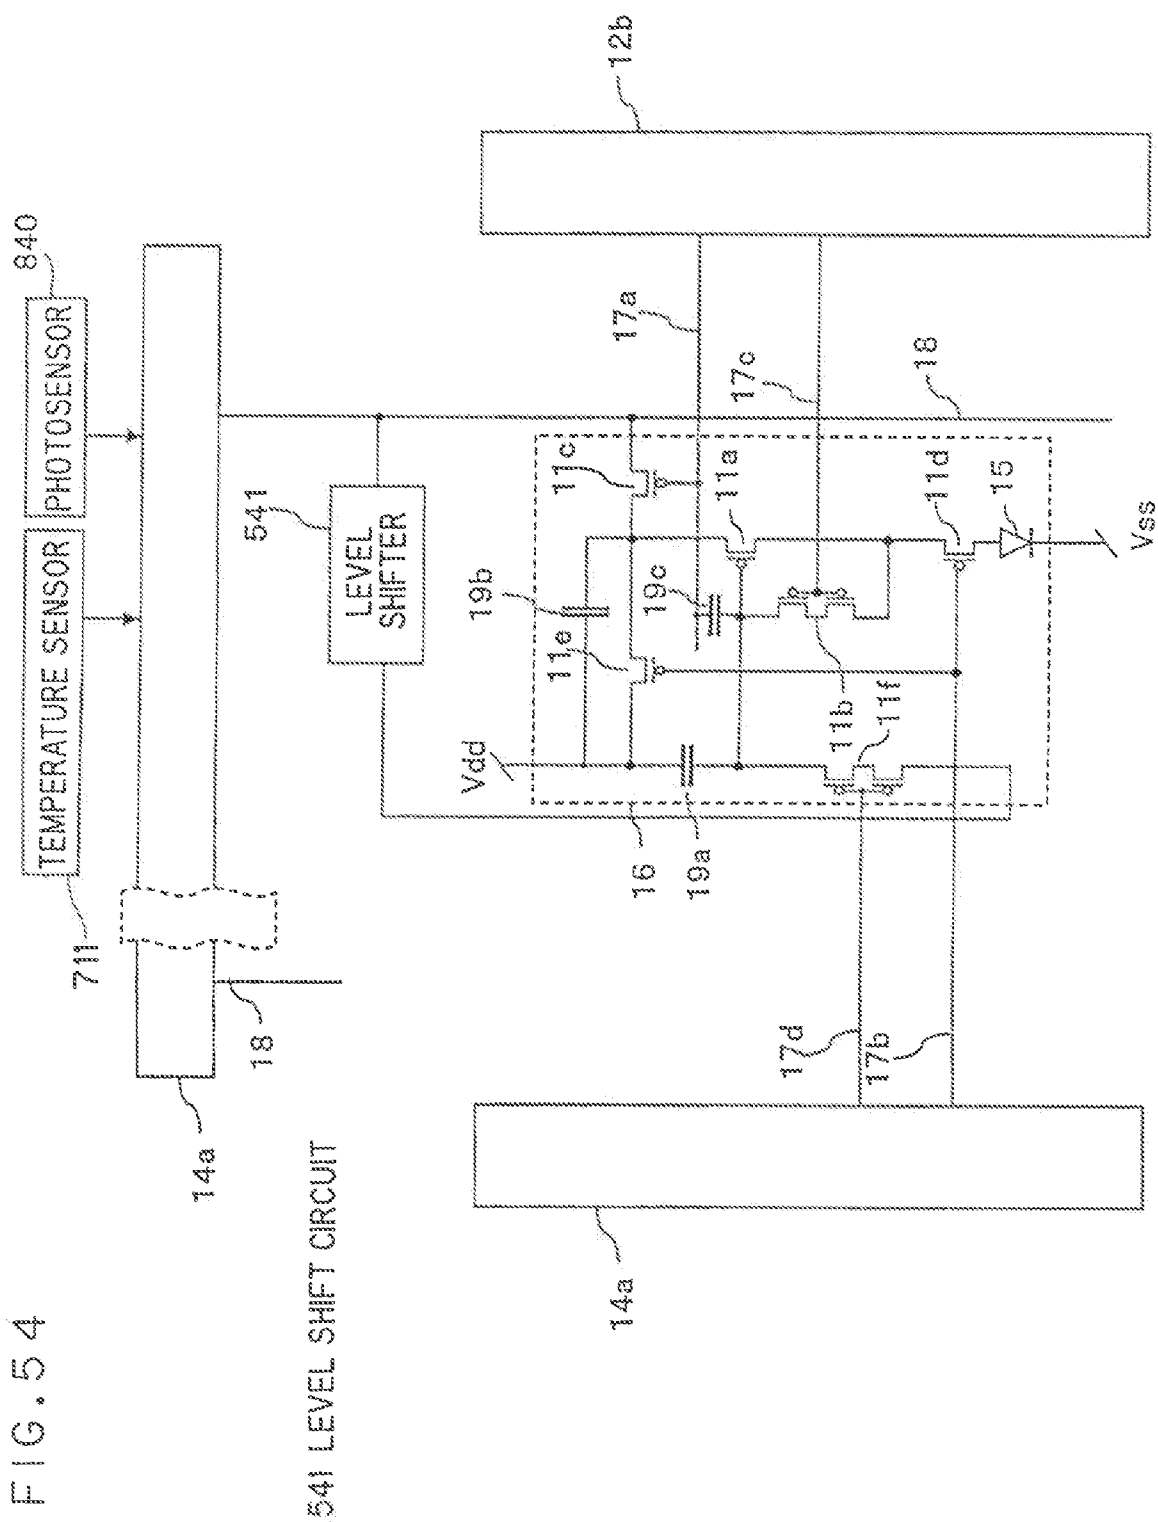 FIG.54
541 LEVEL SHIFT CIRCUIT
TEMPERATURE SENSOR
PHOTOSENSOR
711
840
14a
18
541
LEVEL
SHIFTER
12b
17a
17c
18
11c
11a
11d
15
Vss
19b
19c
11e
11b
11f
Vdd
16
19a
17d
17b
14a